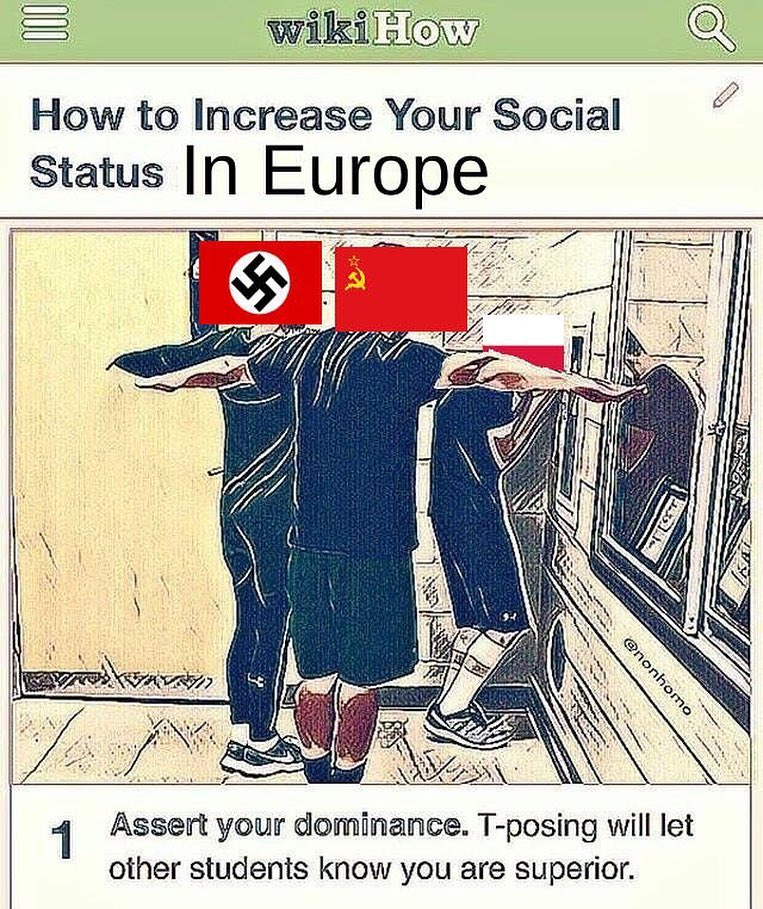 wikiHow
How to Increase Your Social
Status In Europe
@nonhomo
1 Assert your dominance. T-posing will let
other students know you are superior.